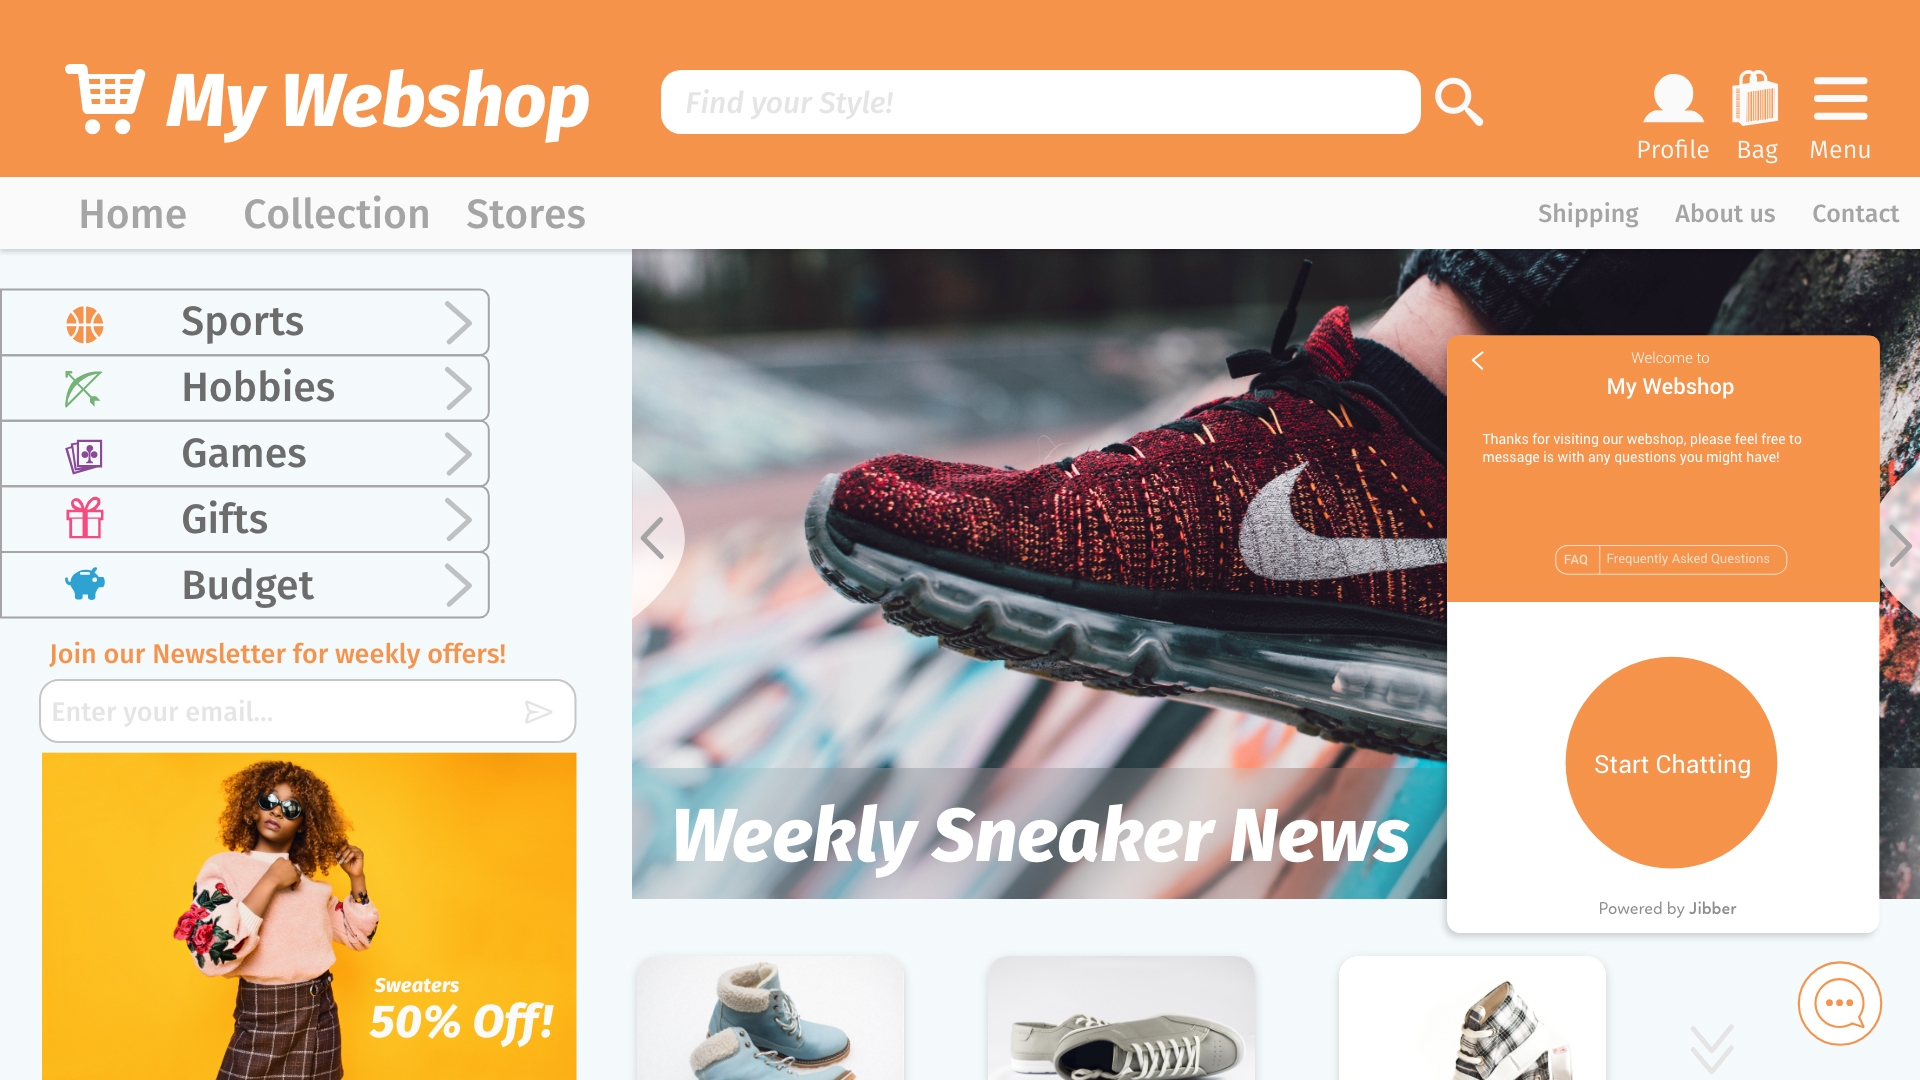 My Webshop
Find your Style!
Profile
Bag
Menu
Home
Collection
Stores
Shipping
About us
Contact
Sports
Hobbies
Games
Gifts
Budget
Join our Newsletter for weekly offers!
Enter your email...
Sweaters
50% Off!
Weekly Sneaker News
Welcome to
My Webshop
Thanks for visiting our webshop, please feel free to
message is with any questions you might have!
FAQ
Frequently Asked Questions
Start Chatting
Powered by Jibber